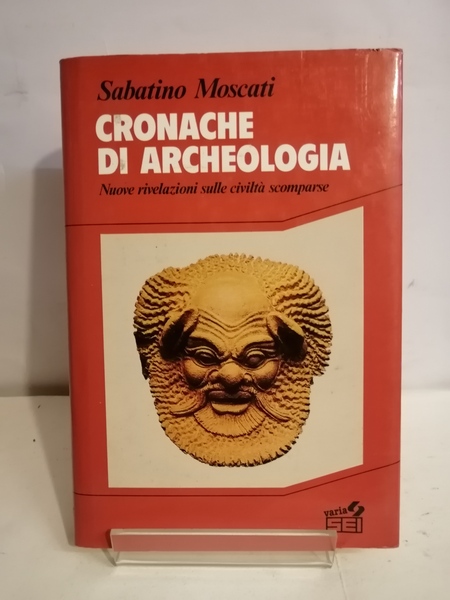 Sabatino Moscati
CRONACHE
DI ARCHEOLOGIA
Nuove rivelazioni sulle civiltà scomparse
varia
SEI